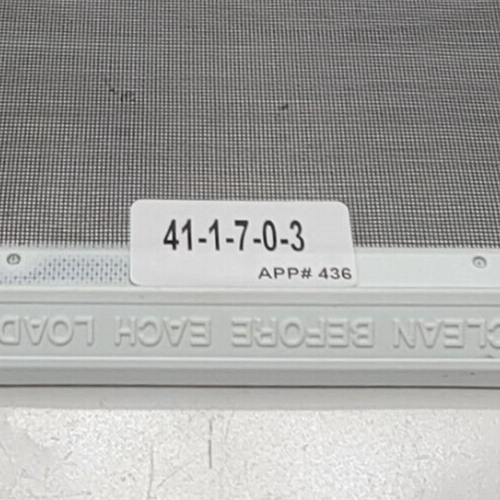 41-1-7-0-3
APP# 436
CLEAN BEFORE EACH LOAD